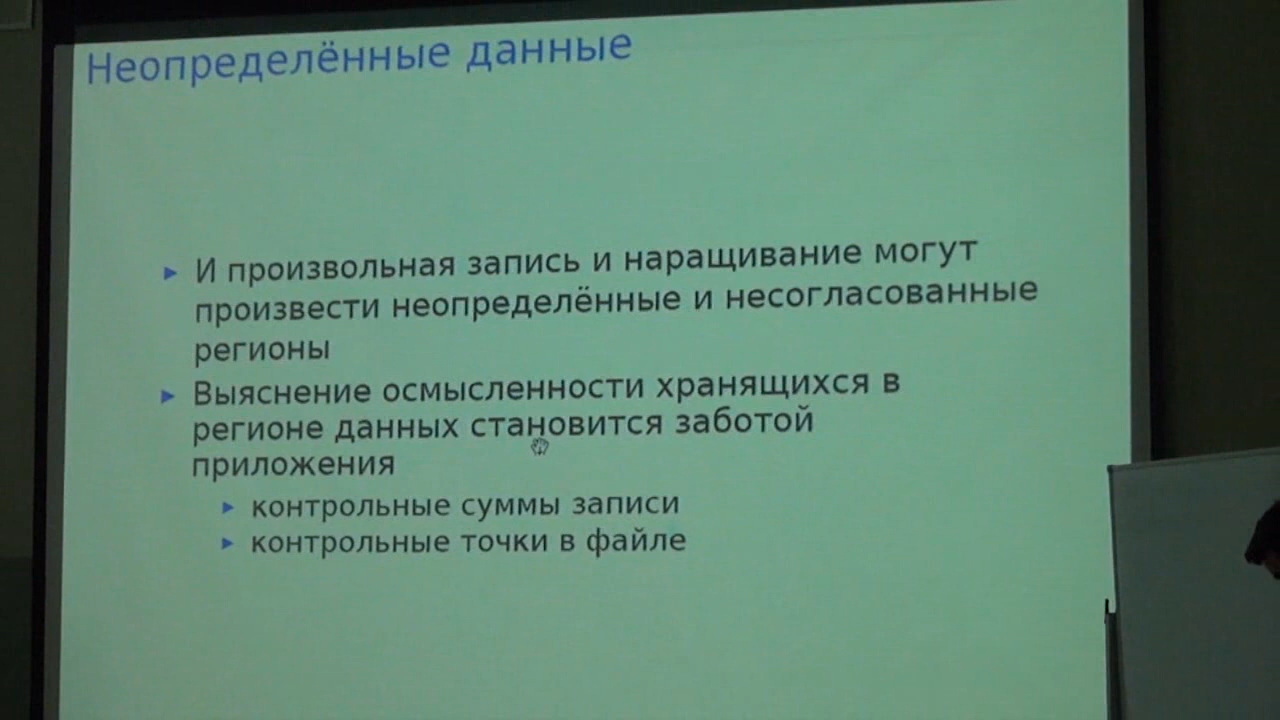 Неопределённые данные
И произвольная запись и наращивание могут
произвести неопределённые и несогласованные
регионы
Выяснение осмысленности хранящихся в
регионе данных становится заботой
приложения
контрольные суммы записи
контрольные точки в файле